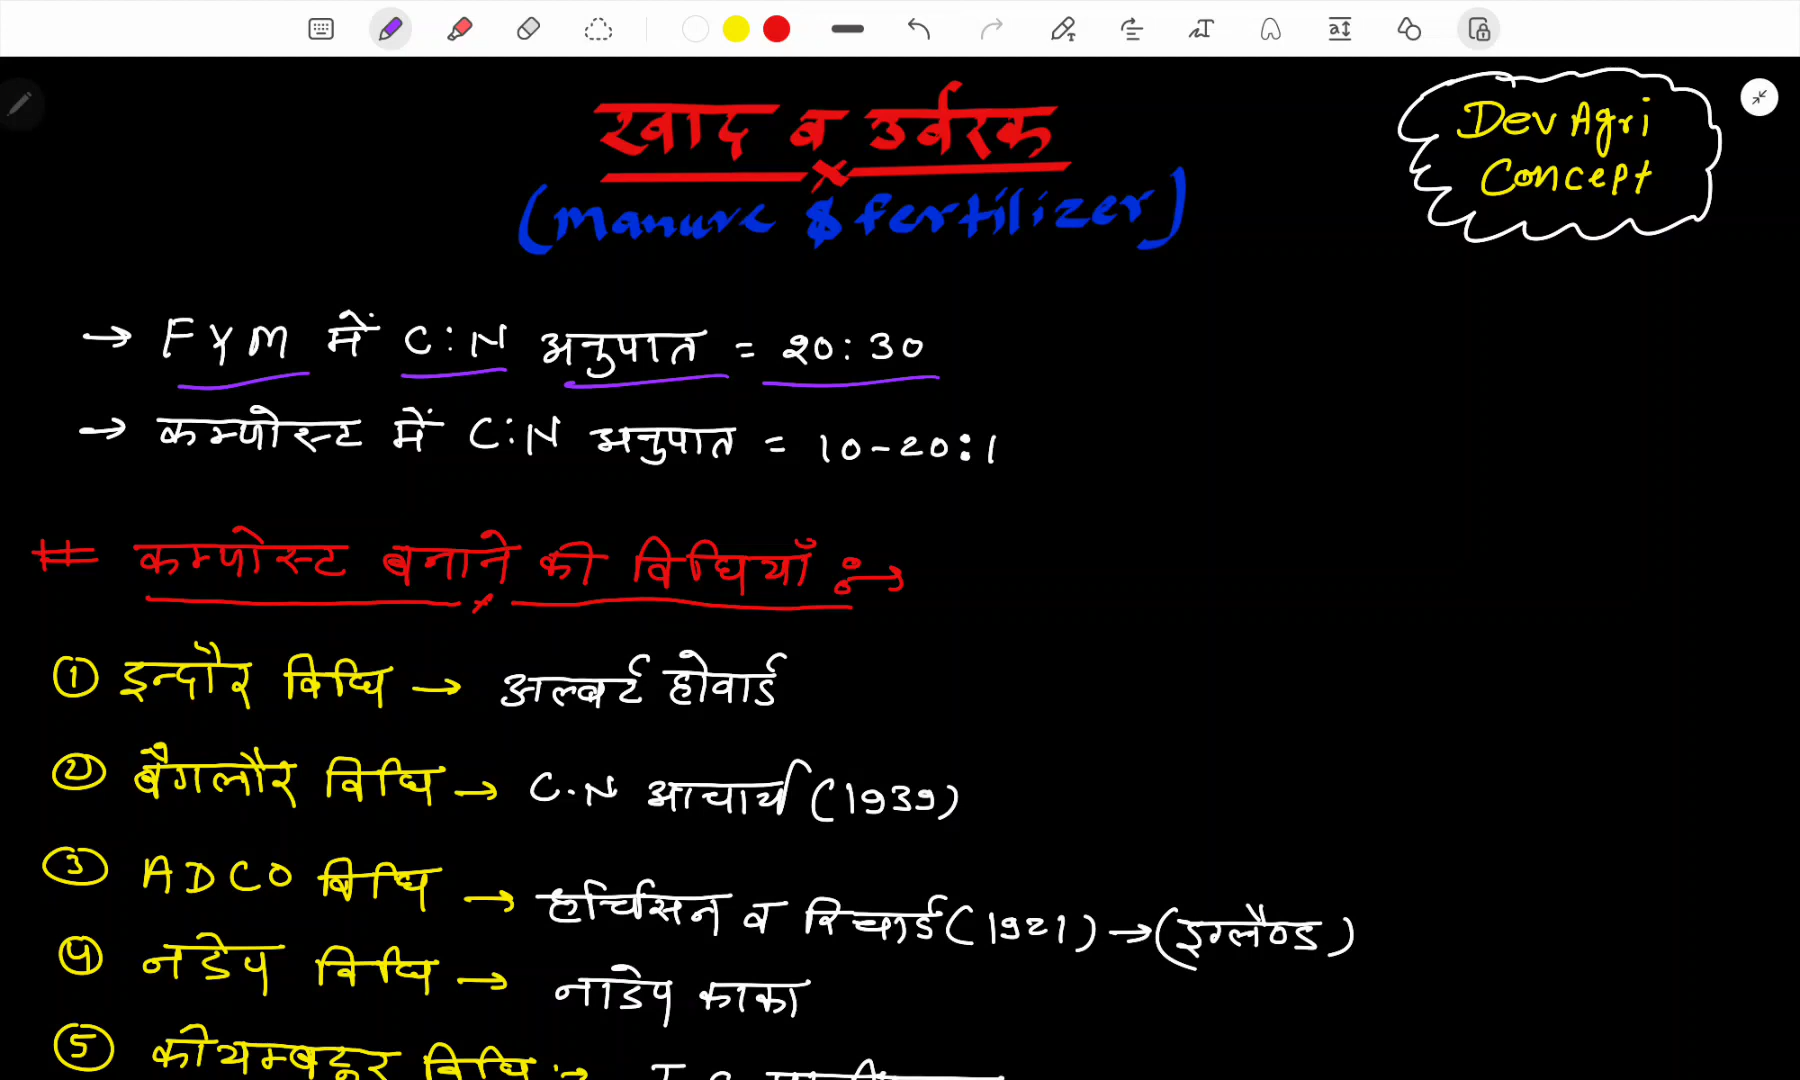 खाद व उर्वरक
(manure & fertilizer)
Dev Agri
Concept
→ FYM में C:N अनुपात = 20:30
→ कम्पोस्ट में C:N अनुपात = 10-20:1
# कम्पोस्ट बनाने की विधियाँ :→
① इन्दौर विधि → अल्बर्ट होवार्ड
② बैंगलौर विधि → C.N आचार्य (1939)
③ ADCO विधि → हचिंसन व रिचार्ड (1921) → (इग्लैण्ड)
④ नडेप विधि → नाडेप काका
⑤ कोयम्बटूर विधि :→